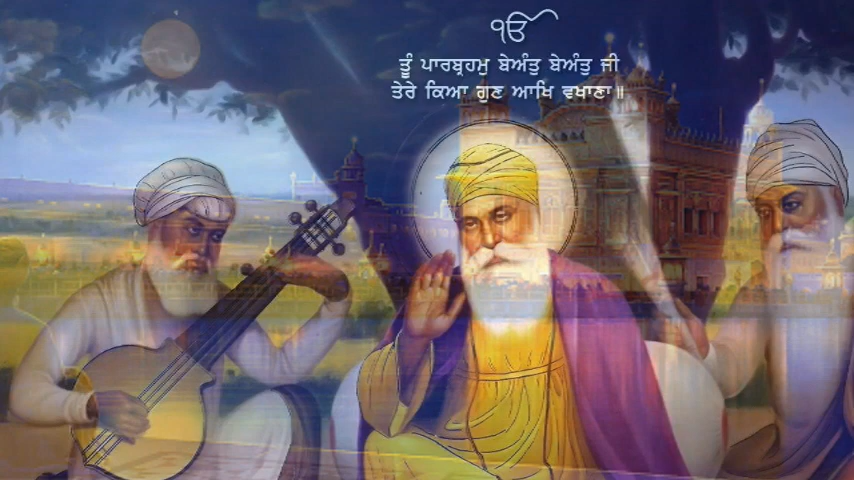 ੴ
ਤੂੰ ਪਾਰਬ੍ਰਹਮੁ ਬੇਅੰਤੁ ਬੇਅੰਤੁ ਜੀ
ਤੇਰੇ ਕਿਆ ਗੁਣ ਆਖਿ ਵਖਾਣਾ ॥